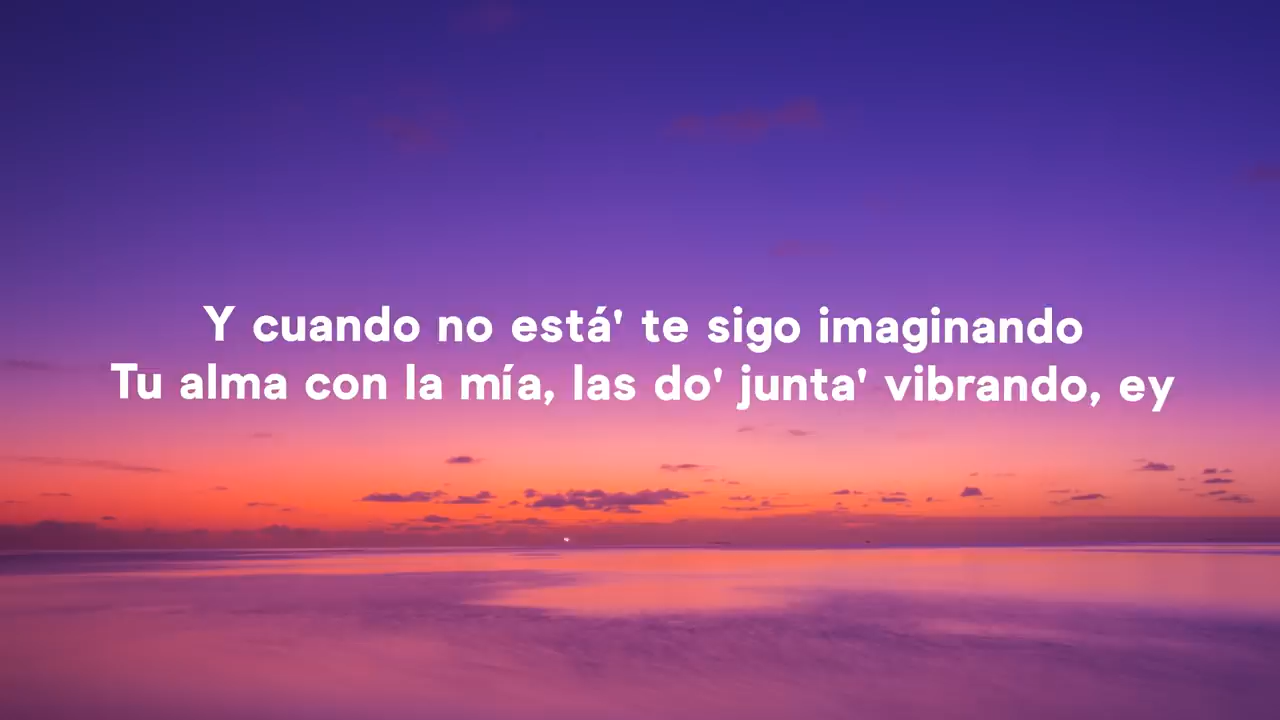 Y cuando no está' te sigo imaginando
Tu alma con la mía, las do' junta' vibrando, ey